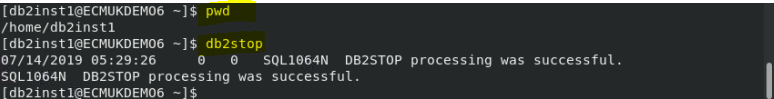 [db2inst1@ECMUKDEMO6 ~]$ pwd
/home/db2inst1
[db2inst1@ECMUKDEMO6 ~]$ db2stop
07/14/2019 05:29:26     0   0   SQL1064N  DB2STOP processing was successful.
SQL1064N  DB2STOP processing was successful.
[db2inst1@ECMUKDEMO6 ~]$